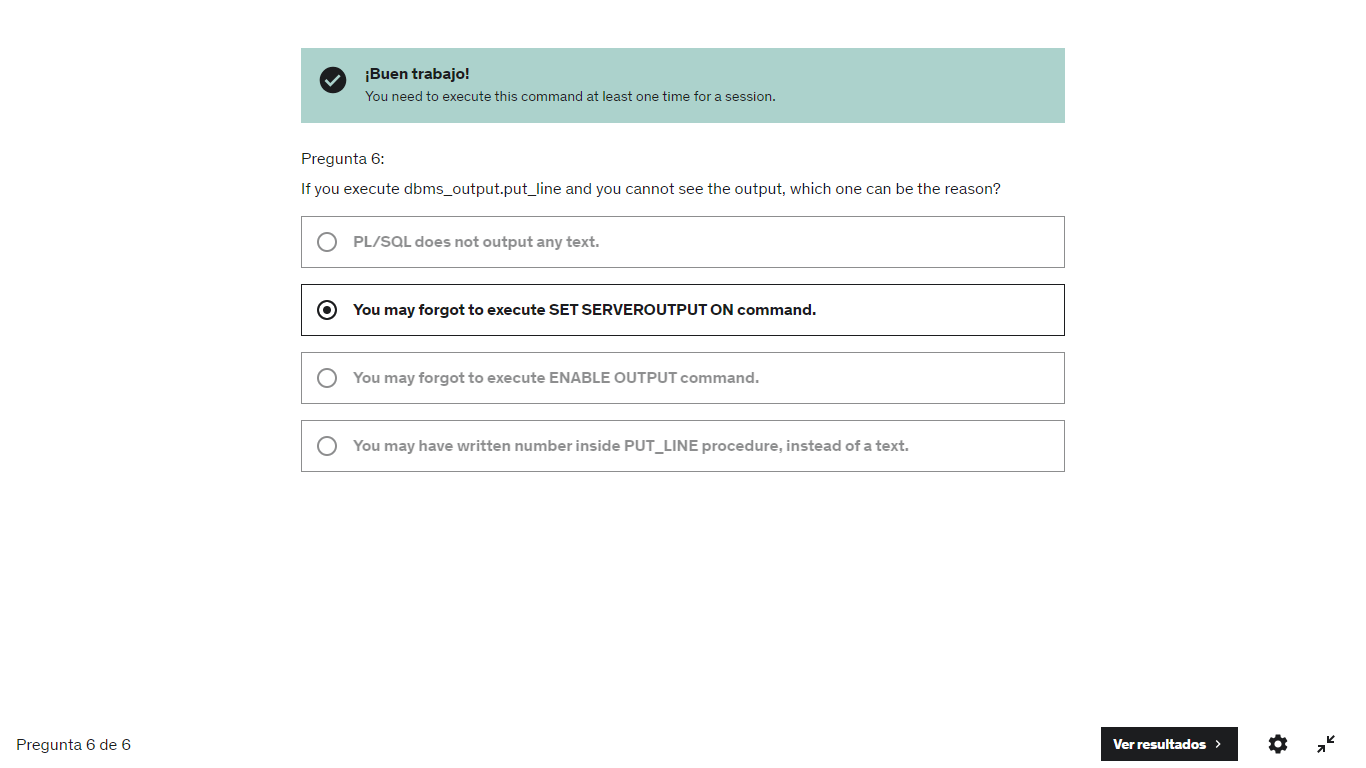 ¡Buen trabajo!
You need to execute this command at least one time for a session.
Pregunta 6:
If you execute dbms_output.put_line and you cannot see the output, which one can be the reason?
PL/SQL does not output any text.
You may forgot to execute SET SERVEROUTPUT ON command.
You may forgot to execute ENABLE OUTPUT command.
You may have written number inside PUT_LINE procedure, instead of a text.
Pregunta 6 de 6
Ver resultados